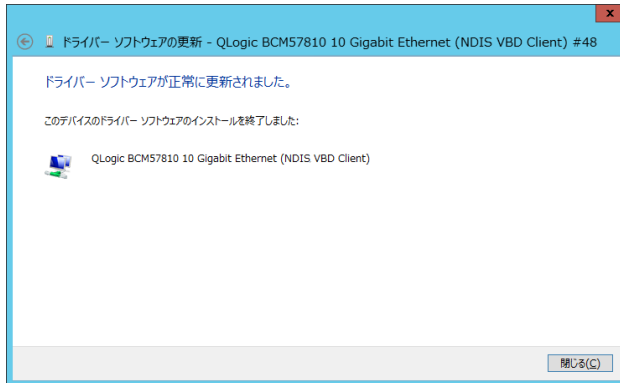 ドライバー ソフトウェアの更新 - QLogic BCM57810 10 Gigabit Ethernet (NDIS VBD Client) #48
ドライバー ソフトウェアが正常に更新されました。
このデバイスのドライバー ソフトウェアのインストールを終了しました:
QLogic BCM57810 10 Gigabit Ethernet (NDIS VBD Client)
閉じる(C)